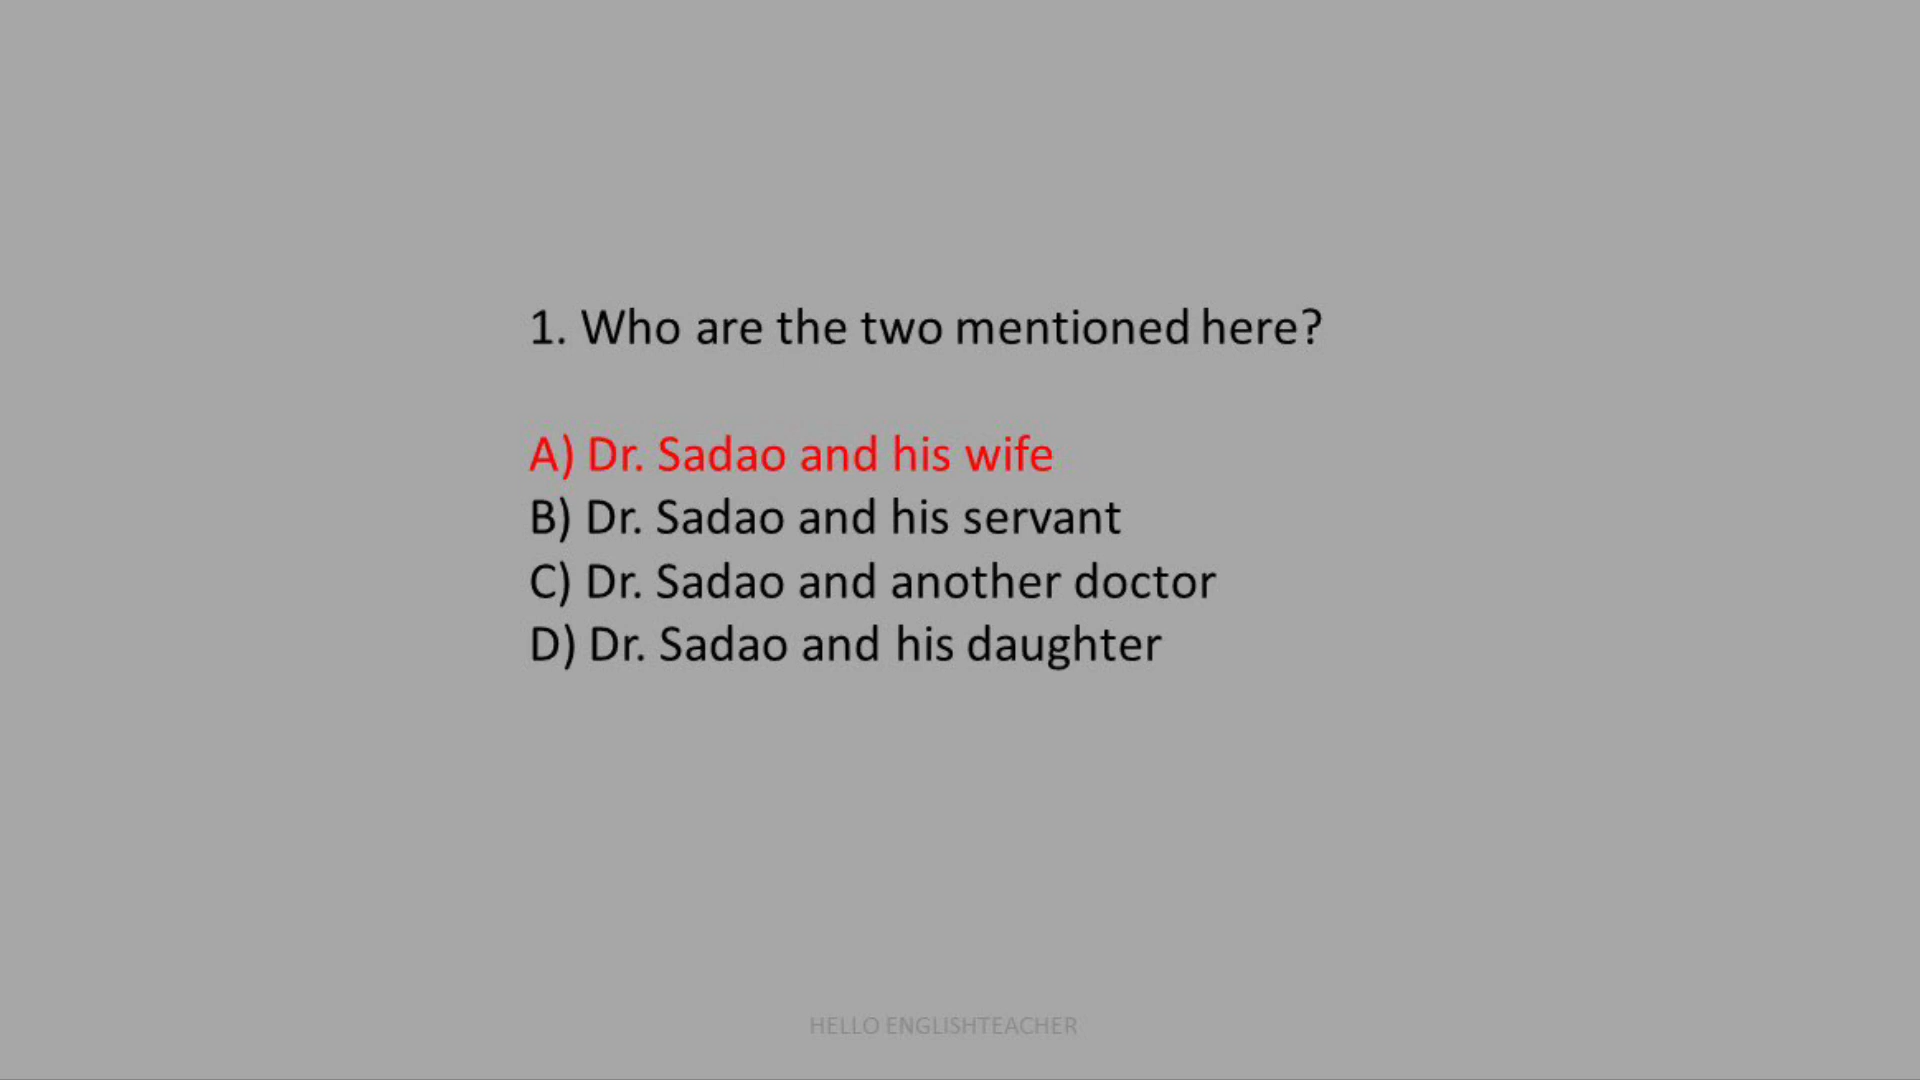 1. Who are the two mentioned here?
A) Dr. Sadao and his wife
B) Dr. Sadao and his servant
C) Dr. Sadao and another doctor
D) Dr. Sadao and his daughter
HELLO ENGLISHTEACHER